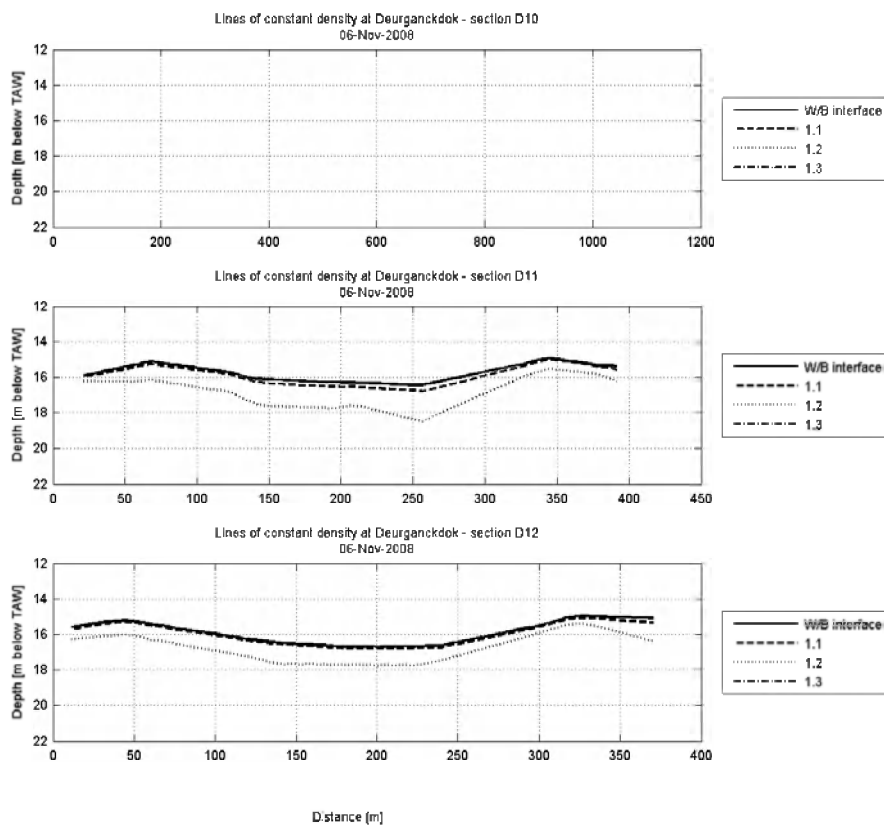 Lines of constant density at Deurganckdok - section D10
06-Nov-2008
12
14
16
18
20
22
Depth [m below TAW]
0 200 400 600 800 1000 1200
W/B interface
1.1
1.2
1.3
Lines of constant density at Deurganckdok - section D11
06-Nov-2008
12
14
16
18
20
22
Depth [m below TAW]
0 50 100 150 200 250 300 350 400 450
W/B interface
1.1
1.2
1.3
Lines of constant density at Deurganckdok - section D12
06-Nov-2008
12
14
16
18
20
22
Depth [m below TAW]
0 50 100 150 200 250 300 350 400
W/B interface
1.1
1.2
1.3
Distance [m]